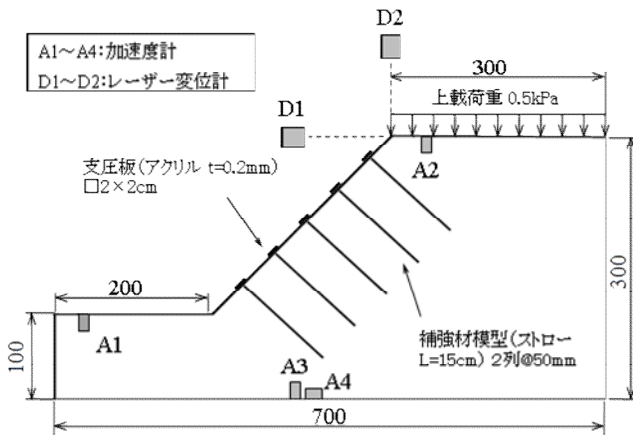 D2
A1～A4：加速度計
D1～D2：レーザー変位計
300
上載荷重 0.5kPa
D1
A2
支圧板（アクリル t=0.2mm）
□2×2cm
200
300
補強材模型（ストロー
L=15cm）2列@50mm
100
A1
A3
A4
700